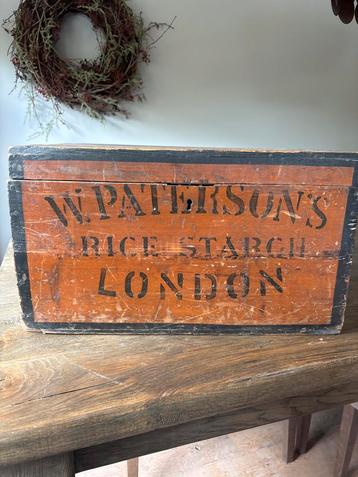 W. PATERSON'S
RICE STARCH
LONDON